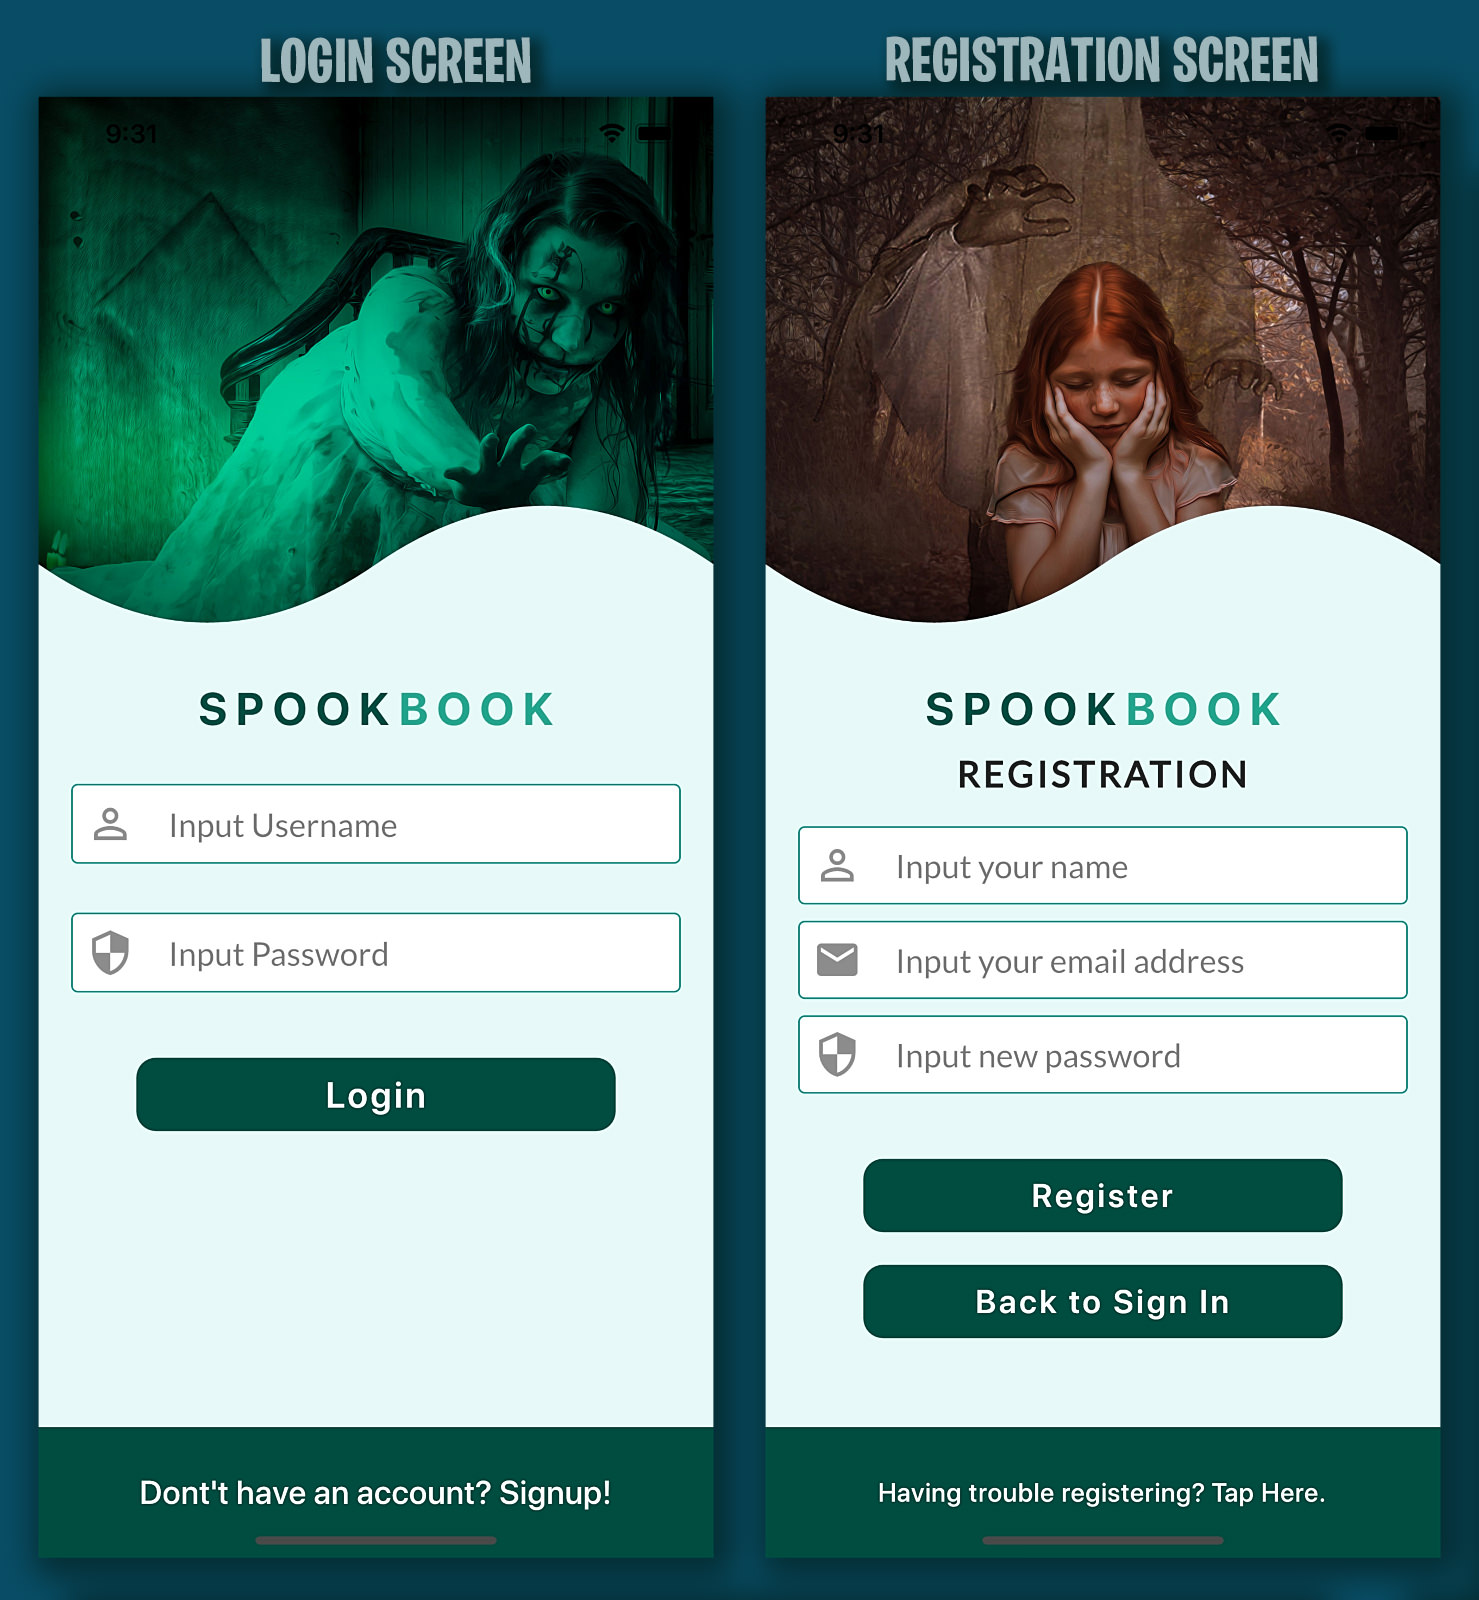 LOGIN SCREEN
9:31
SPOOKBOOK
Input Username
Input Password
Login
Dont't have an account? Signup!
REGISTRATION SCREEN
9:31
SPOOKBOOK
REGISTRATION
Input your name
Input your email address
Input new password
Register
Back to Sign In
Having trouble registering? Tap Here.